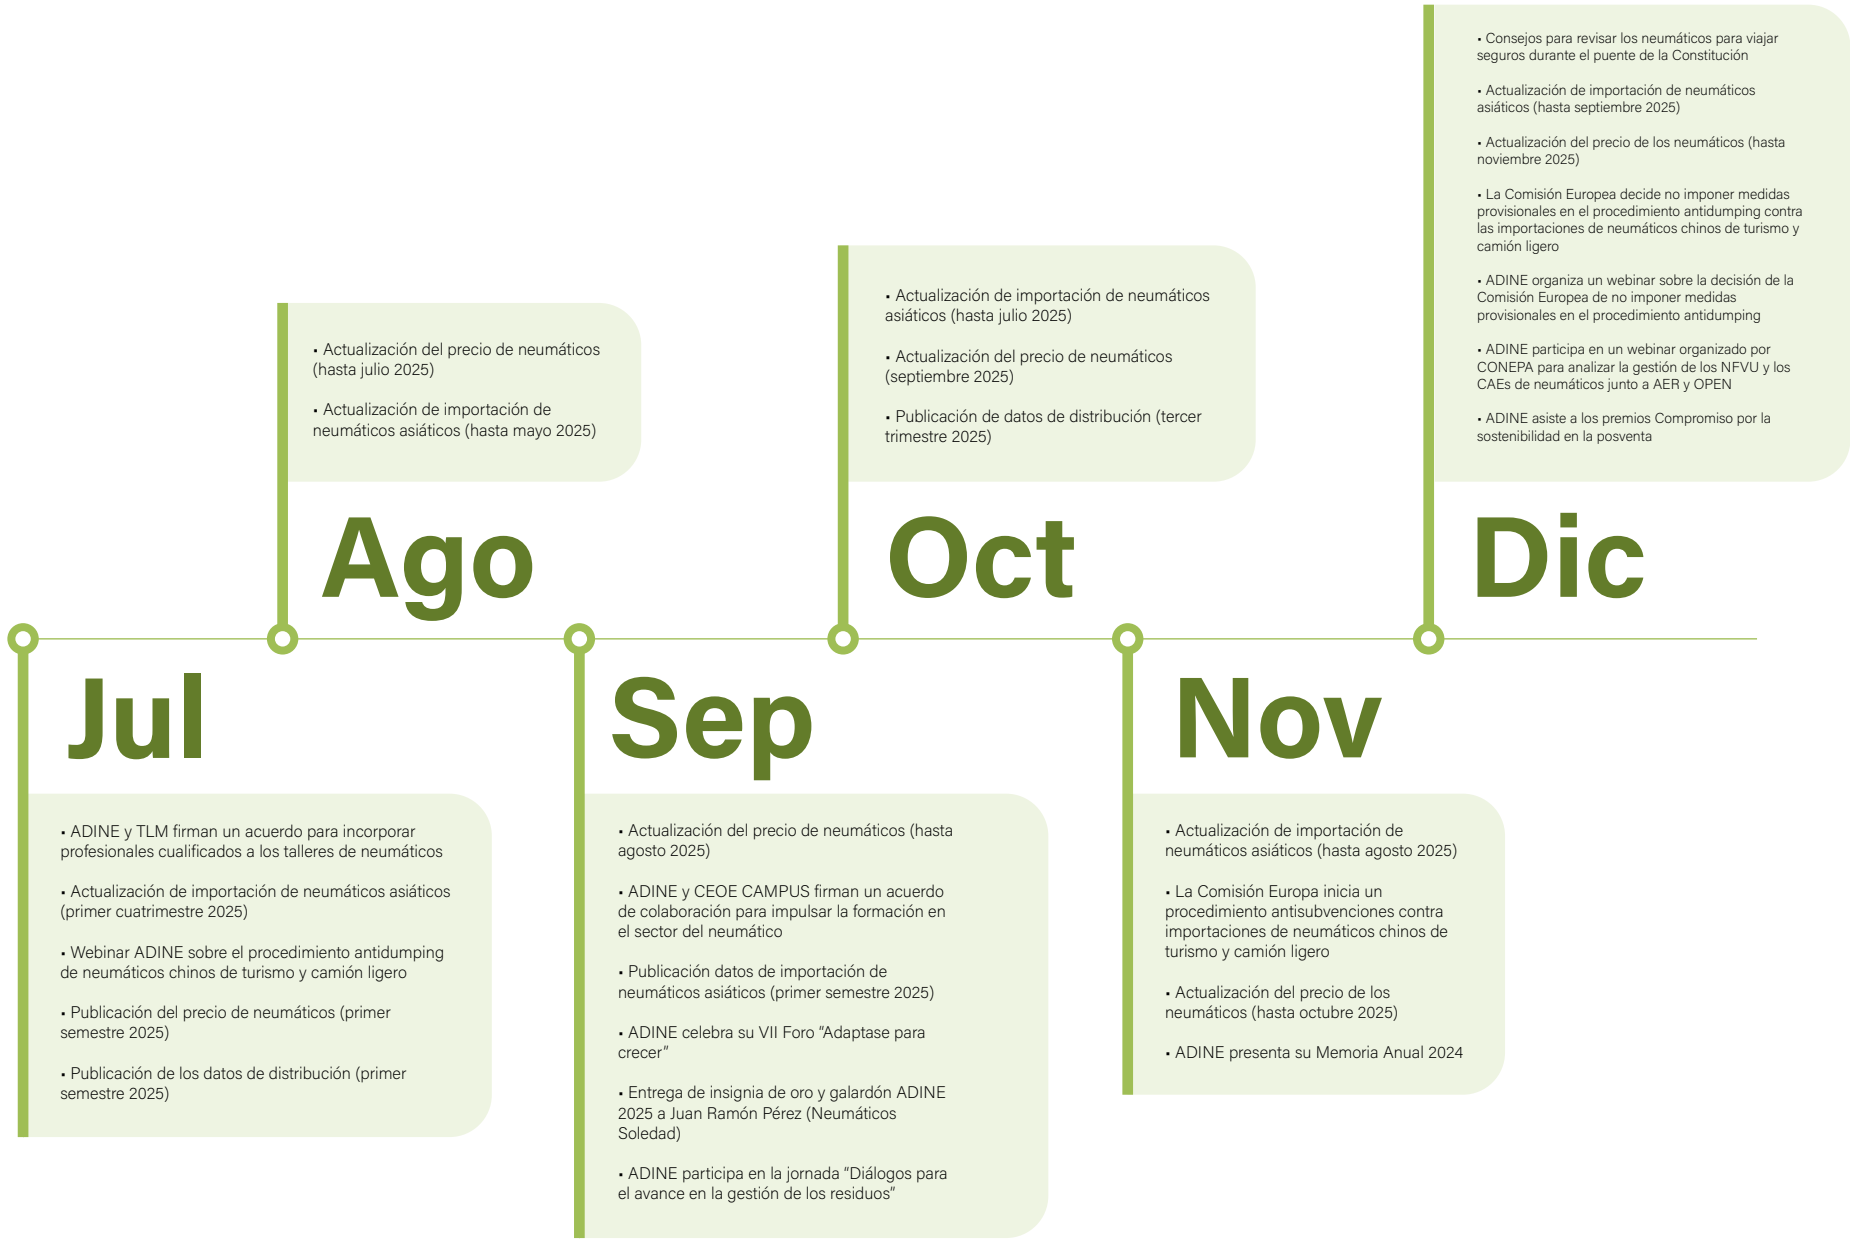 Jul
• ADINE y TLM firman un acuerdo para incorporar
profesionales cualificados a los talleres de neumáticos
• Actualización de importación de neumáticos asiáticos
(primer cuatrimestre 2025)
• Webinar ADINE sobre el procedimiento antidumping
de neumáticos chinos de turismo y camión ligero
• Publicación del precio de neumáticos (primer
semestre 2025)
• Publicación de los datos de distribución (primer
semestre 2025)
• Actualización del precio de neumáticos
(hasta julio 2025)
• Actualización de importación de
neumáticos asiáticos (hasta mayo 2025)
Ago
Sep
• Actualización del precio de neumáticos (hasta
agosto 2025)
• ADINE y CEOE CAMPUS firman un acuerdo
de colaboración para impulsar la formación en
el sector del neumático
• Publicación datos de importación de
neumáticos asiáticos (primer semestre 2025)
• ADINE celebra su VII Foro "Adaptase para
crecer"
• Entrega de insignia de oro y galardón ADINE
2025 a Juan Ramón Pérez (Neumáticos
Soledad)
• ADINE participa en la jornada "Diálogos para
el avance en la gestión de los residuos"
• Actualización de importación de neumáticos
asiáticos (hasta julio 2025)
• Actualización del precio de neumáticos
(septiembre 2025)
• Publicación de datos de distribución (tercer
trimestre 2025)
Oct
Nov
• Actualización de importación de
neumáticos asiáticos (hasta agosto 2025)
• La Comisión Europa inicia un
procedimiento antisubvenciones contra
importaciones de neumáticos chinos de
turismo y camión ligero
• Actualización del precio de los
neumáticos (hasta octubre 2025)
• ADINE presenta su Memoria Anual 2024
• Consejos para revisar los neumáticos para viajar
seguros durante el puente de la Constitución
• Actualización de importación de neumáticos
asiáticos (hasta septiembre 2025)
• Actualización del precio de los neumáticos (hasta
noviembre 2025)
• La Comisión Europea decide no imponer medidas
provisionales en el procedimiento antidumping contra
las importaciones de neumáticos chinos de turismo y
camión ligero
• ADINE organiza un webinar sobre la decisión de la
Comisión Europea de no imponer medidas
provisionales en el procedimiento antidumping
• ADINE participa en un webinar organizado por
CONEPA para analizar la gestión de los NFVU y los
CAEs de neumáticos junto a AER y OPEN
• ADINE asiste a los premios Compromiso por la
sostenibilidad en la posventa
Dic